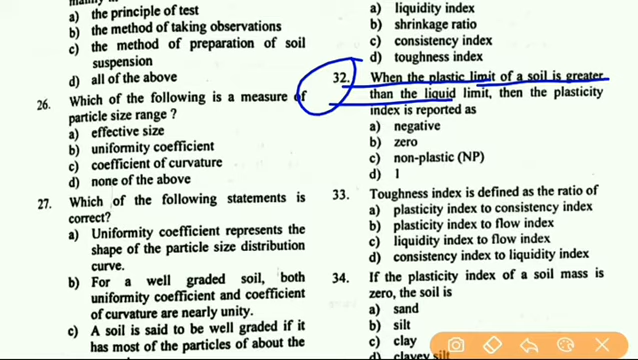 a) the principle of test
b) the method of taking observations
c) the method of preparation of soil
suspension
d) all of the above
26. Which of the following is a measure of
particle size range ?
a) effective size
b) uniformity coefficient
c) coefficient of curvature
d) none of the above
27. Which of the following statements is
correct?
a) Uniformity coefficient represents the
shape of the particle size distribution
curve.
b) For a well graded soil, both
uniformity coefficient and coefficient
of curvature are nearly unity.
c) A soil is said to be well graded if it
has most of the particles of about the
a) liquidity index
b) shrinkage ratio
c) consistency index
d) toughness index
32. When the plastic limit of a soil is greater
than the liquid limit, then the plasticity
index is reported as
a) negative
b) zero
c) non-plastic (NP)
d) 1
33. Toughness index is defined as the ratio of
a) plasticity index to consistency index
b) plasticity index to flow index
c) liquidity index to flow index
d) consistency index to liquidity index
34. If the plasticity index of a soil mass is
zero, the soil is
a) sand
b) silt
c) clay
d) clayey silt